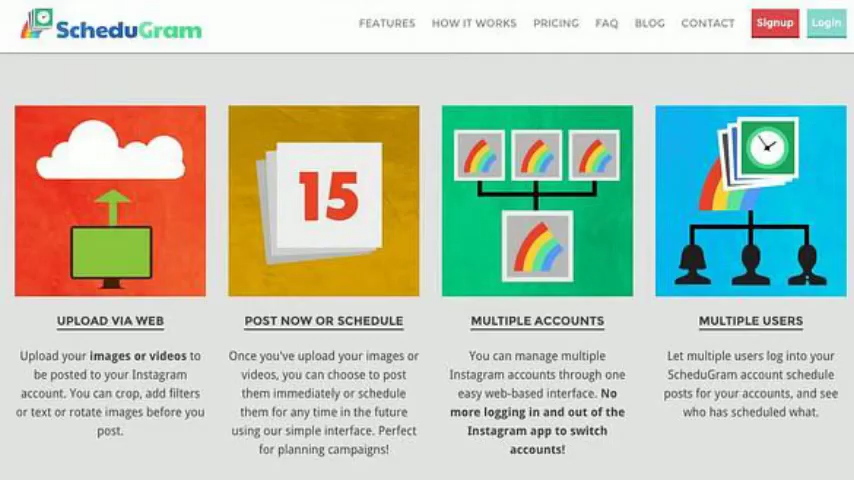 ScheduGram
FEATURES HOW IT WORKS PRICING FAQ BLOG CONTACT Signup Login
15
UPLOAD VIA WEB
Upload your images or videos to
be posted to your Instagram
account. You can crop, add filters
or text or rotate images before you
post.
POST NOW OR SCHEDULE
Once you've upload your images or
videos, you can choose to post
them immediately or schedule
them for any time in the future
using our simple interface. Perfect
for planning campaigns!
MULTIPLE ACCOUNTS
You can manage multiple
Instagram accounts through one
easy web-based interface. No
more logging in and out of the
Instagram app to switch
accounts!
MULTIPLE USERS
Let multiple users log into your
ScheduGram account schedule
posts for your accounts, and see
who has scheduled what.